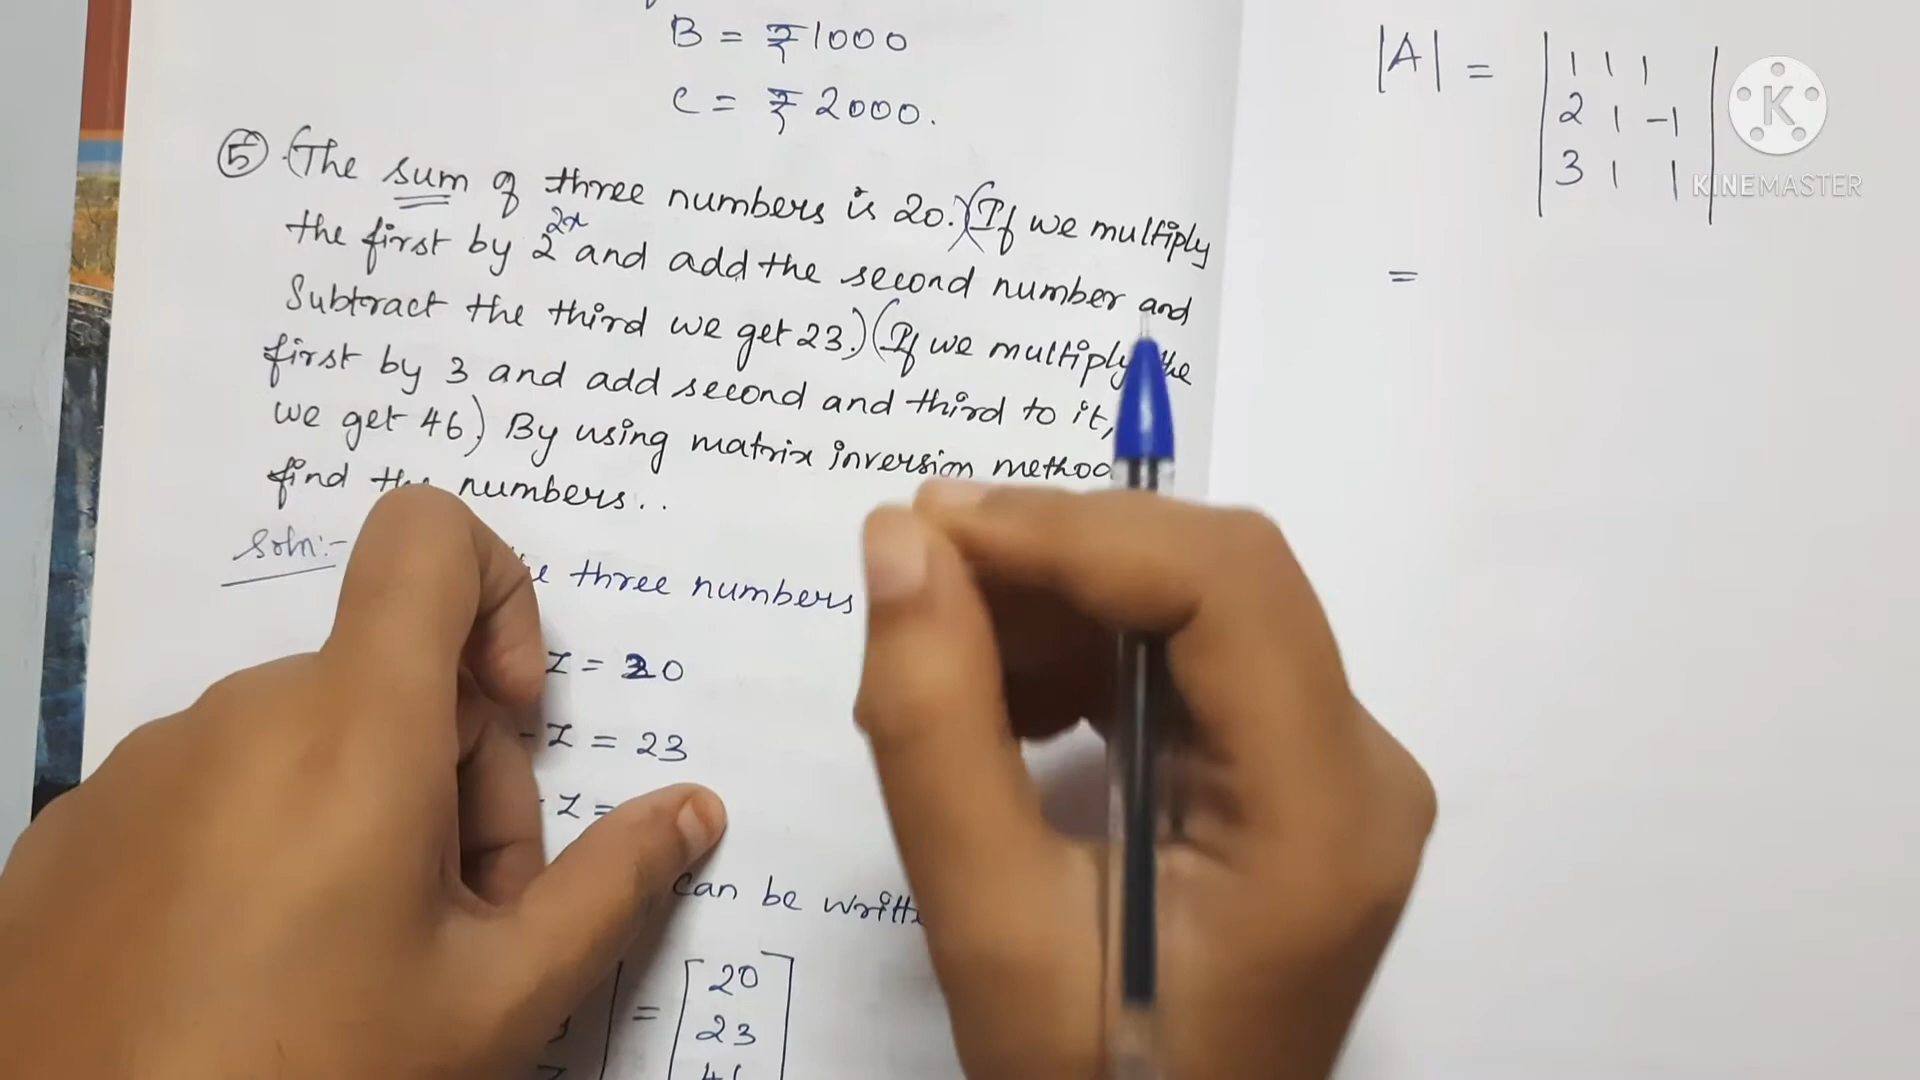 B = ₹1000
C = ₹ 2000.
⑤ (The sum of three numbers is 20.)(If we multiply
2x
the first by 2 and add the second number and
Subtract the third we get 23.)(If we multiply the
first by 3 and add second and third to it,
we get 46) By using matrix inversion
find the numbers..
Soln:-
three numbers
Z = 20
- Z = 23
Z =
can be
= [20
23
|A| = | 1 1 1
2 1 -1
3 1 1 |
=
K
KINEMASTER